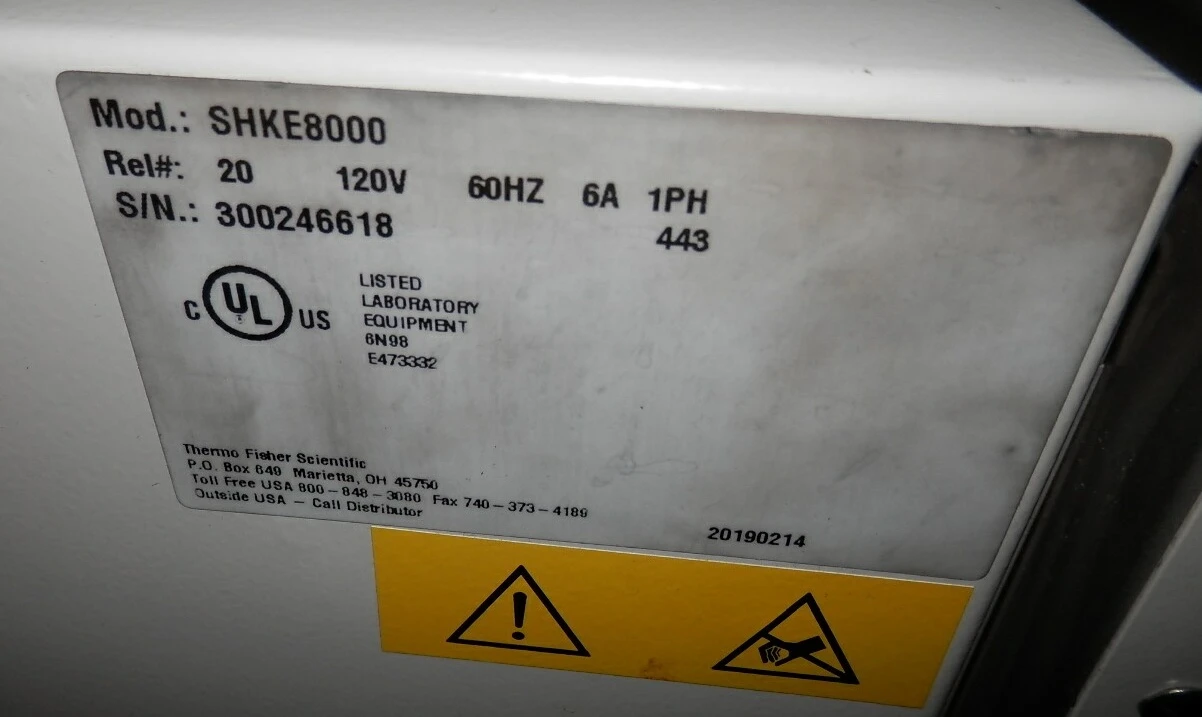 Mod.: SHKE8000
Rel#: 20 120V 60HZ 6A 1PH
S/N.: 300246618 443
C UL US
LISTED
LABORATORY
EQUIPMENT
6N98
E473332
Thermo Fisher Scientific
P.O. Box 649 Marietta, OH 45750
Toll Free USA 800-848-3080 Fax 740-373-4189
Outside USA - Call Distributor
20190214